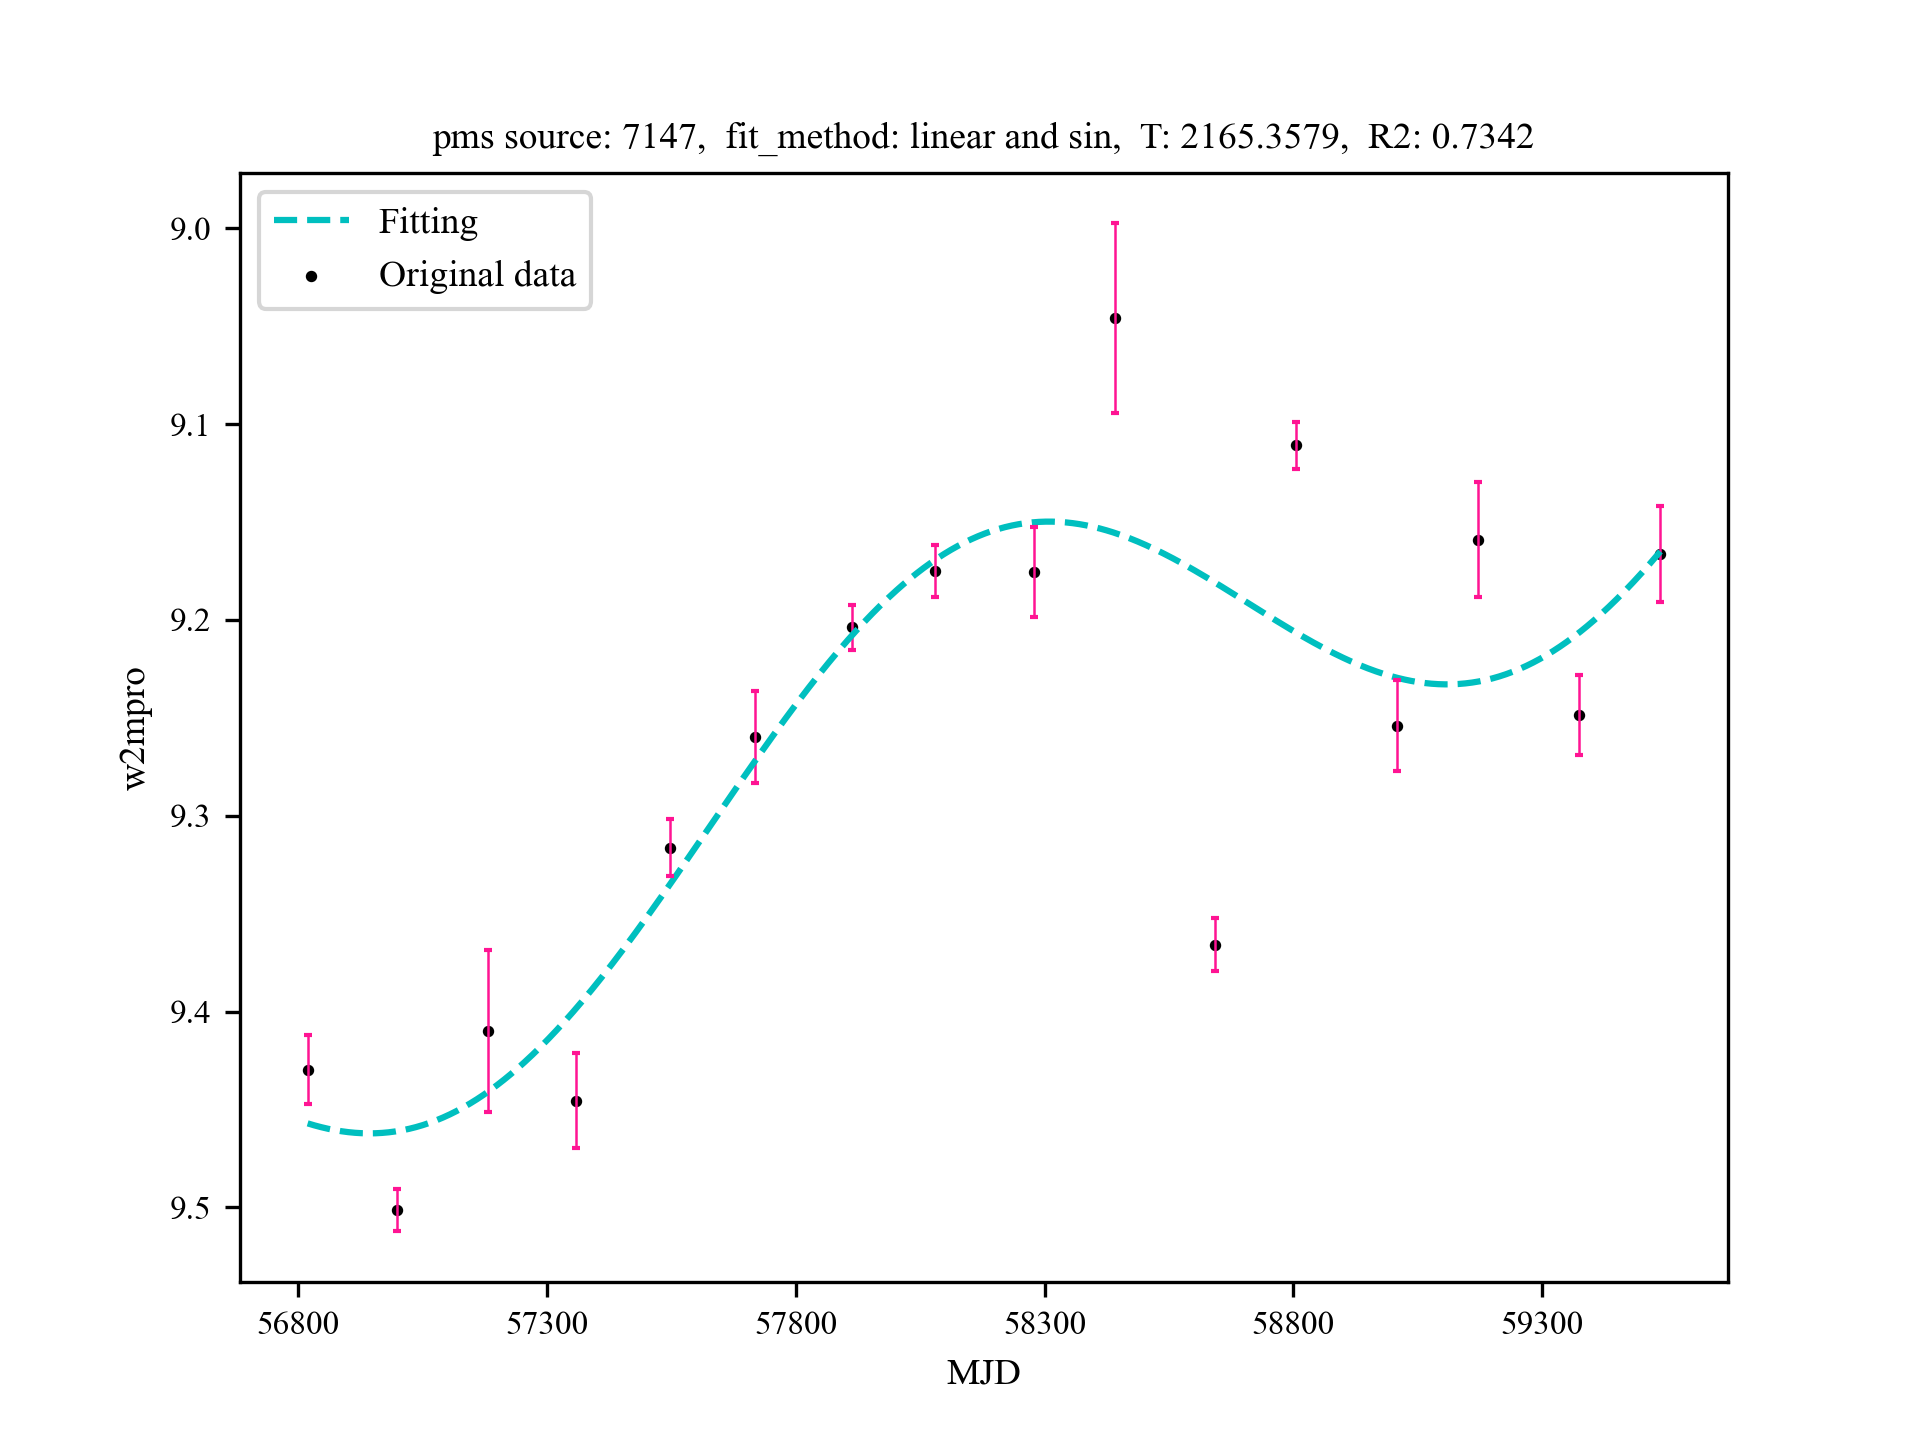 pms source: 7147,  fit_method: linear and sin,  T: 2165.3579,  R2: 0.7342
Fitting
Original data
9.0
9.1
9.2
9.3
9.4
9.5
w2mpro
56800 57300 57800 58300 58800 59300
MJD